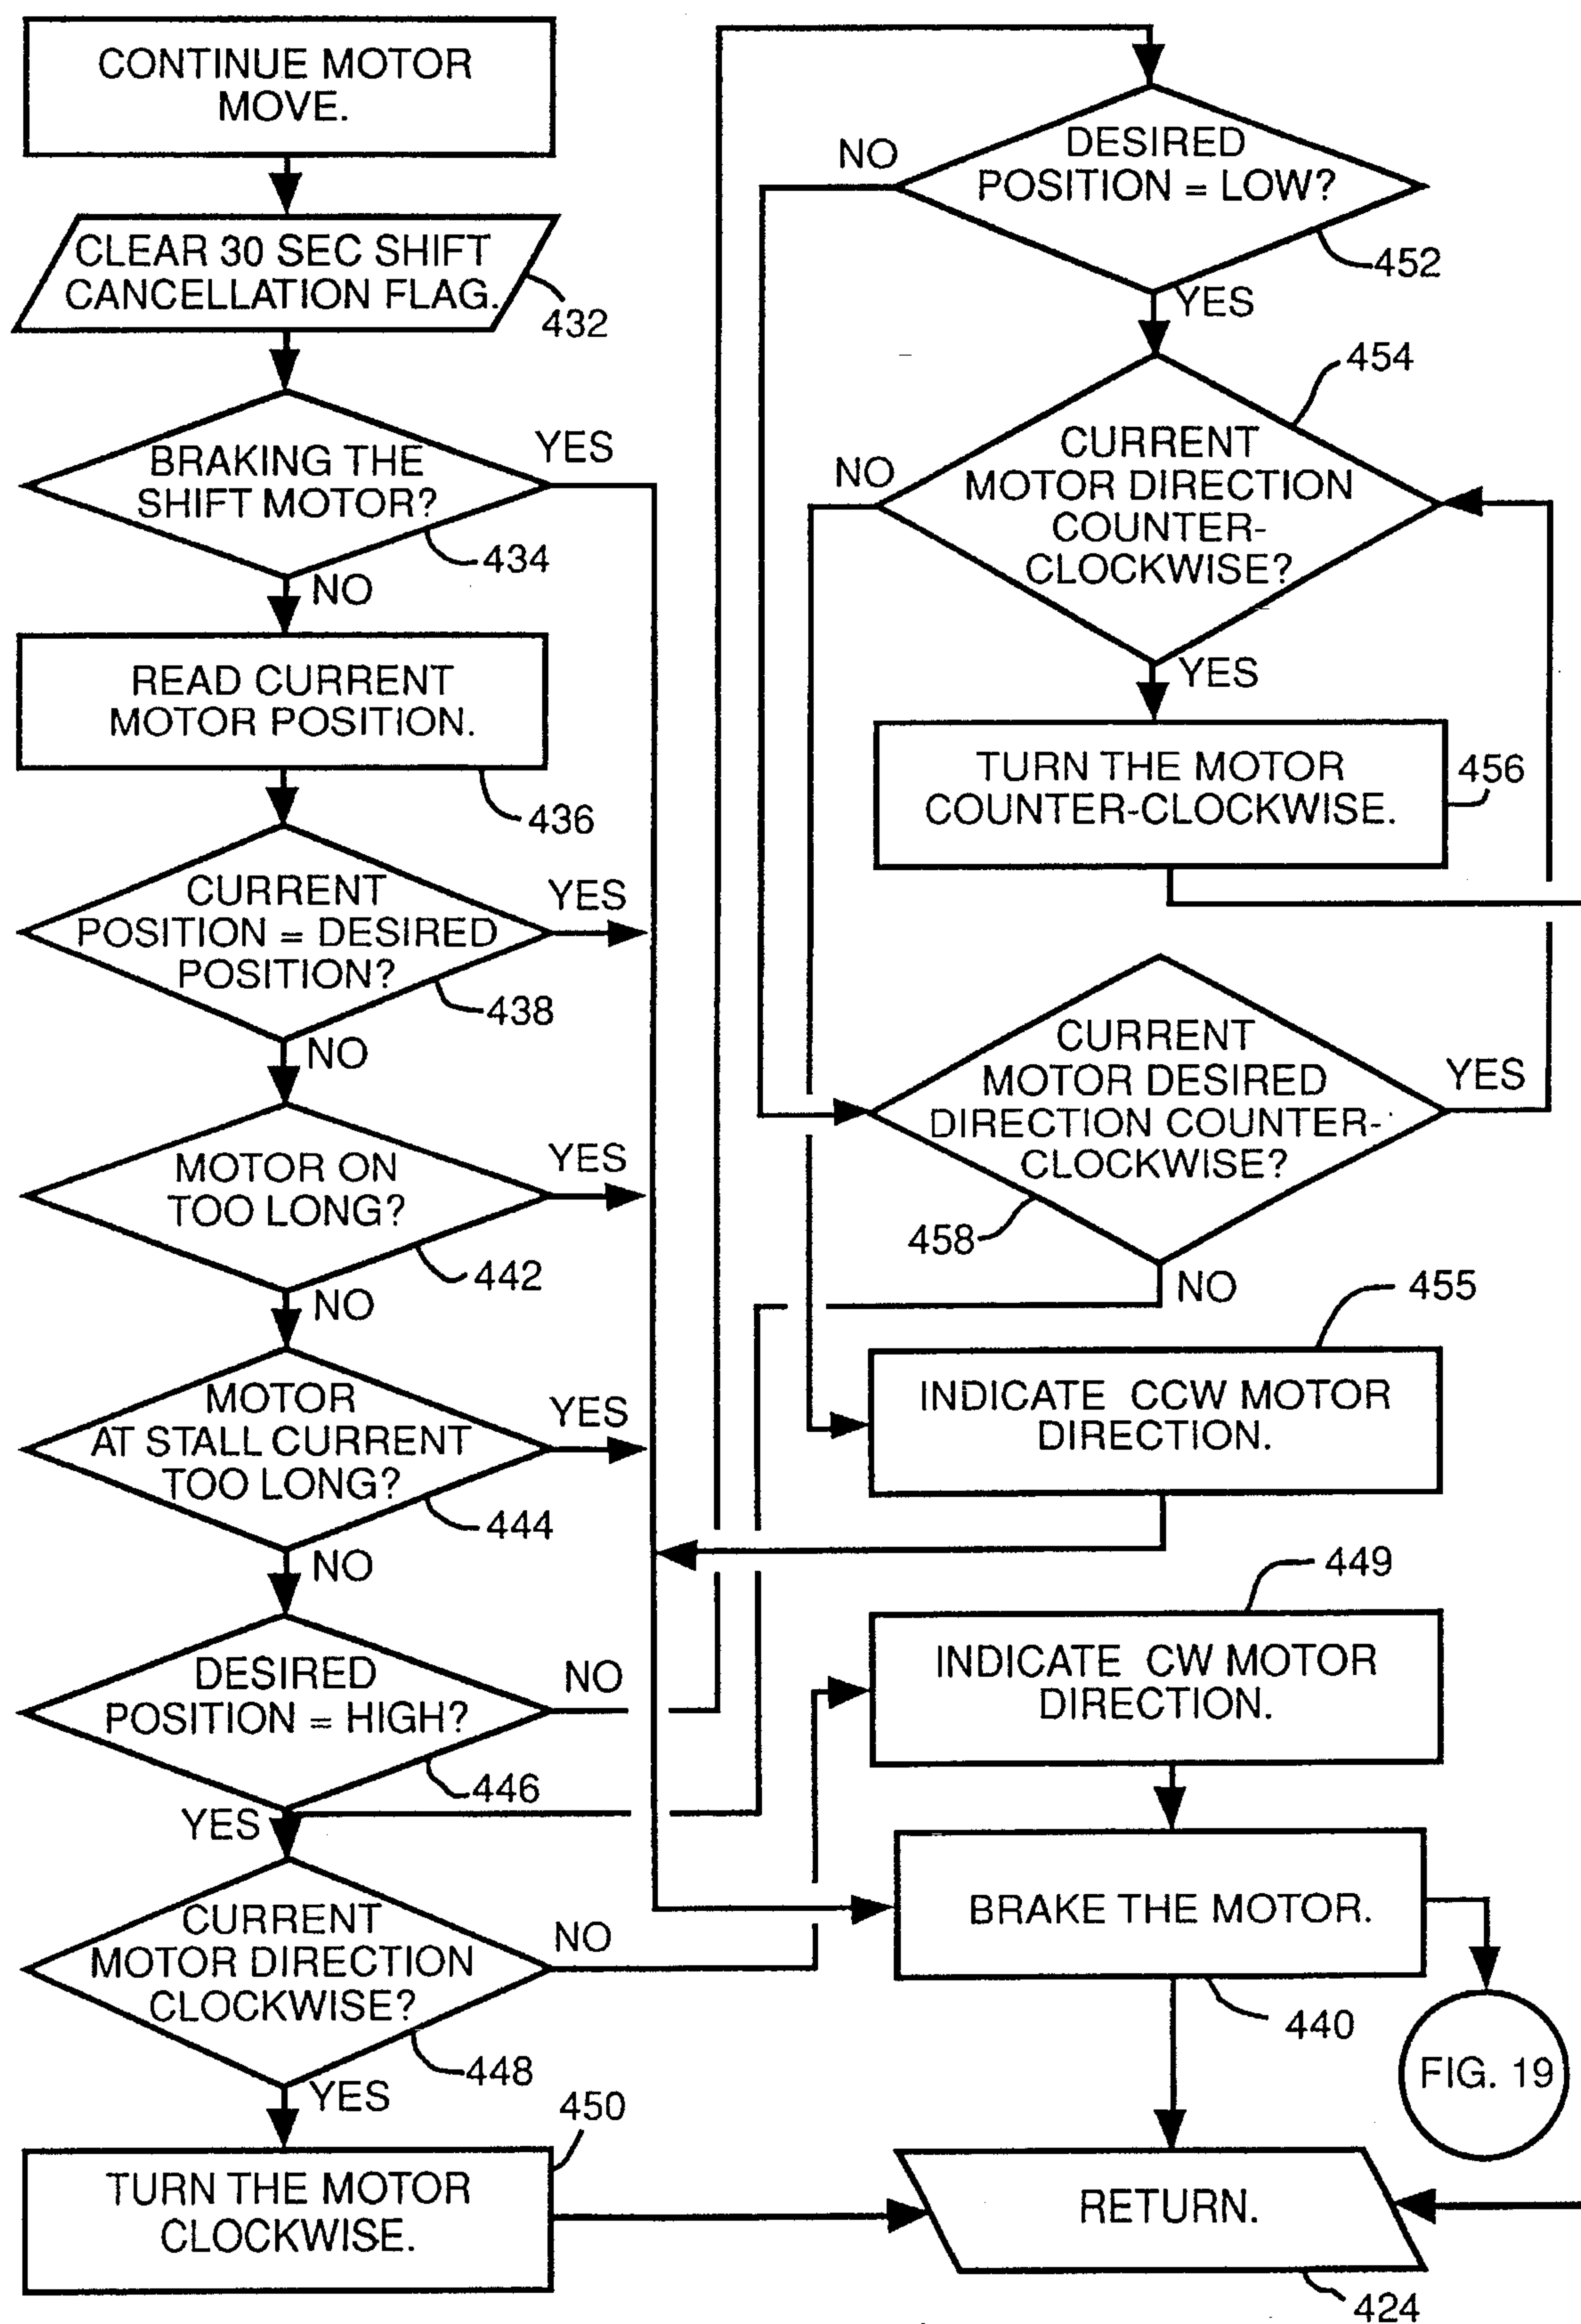 CONTINUE MOTOR
MOVE.
CLEAR 30 SEC SHIFT
CANCELLATION FLAG.
432
BRAKING THE
SHIFT MOTOR?
YES
434
NO
READ CURRENT
MOTOR POSITION.
436
CURRENT
POSITION = DESIRED
POSITION?
YES
438
NO
MOTOR ON
TOO LONG?
YES
442
NO
MOTOR
AT STALL CURRENT
TOO LONG?
YES
444
NO
DESIRED
POSITION = HIGH?
NO
446
YES
CURRENT
MOTOR DIRECTION
CLOCKWISE?
NO
448
YES
450
TURN THE MOTOR
CLOCKWISE.
DESIRED
POSITION = LOW?
NO
452
YES
454
CURRENT
MOTOR DIRECTION
COUNTER-
CLOCKWISE?
NO
YES
TURN THE MOTOR
COUNTER-CLOCKWISE.
456
CURRENT
MOTOR DESIRED
DIRECTION COUNTER-
CLOCKWISE?
YES
458
NO
455
INDICATE CCW MOTOR
DIRECTION.
449
INDICATE CW MOTOR
DIRECTION.
BRAKE THE MOTOR.
440
FIG. 19
RETURN.
424